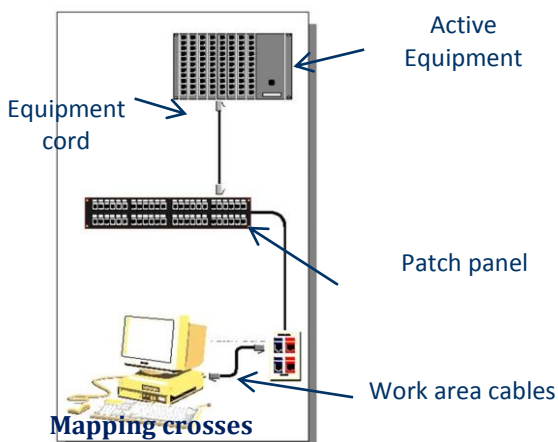 Active
Equipment
Equipment
cord
Patch panel
Work area cables
Mapping crosses